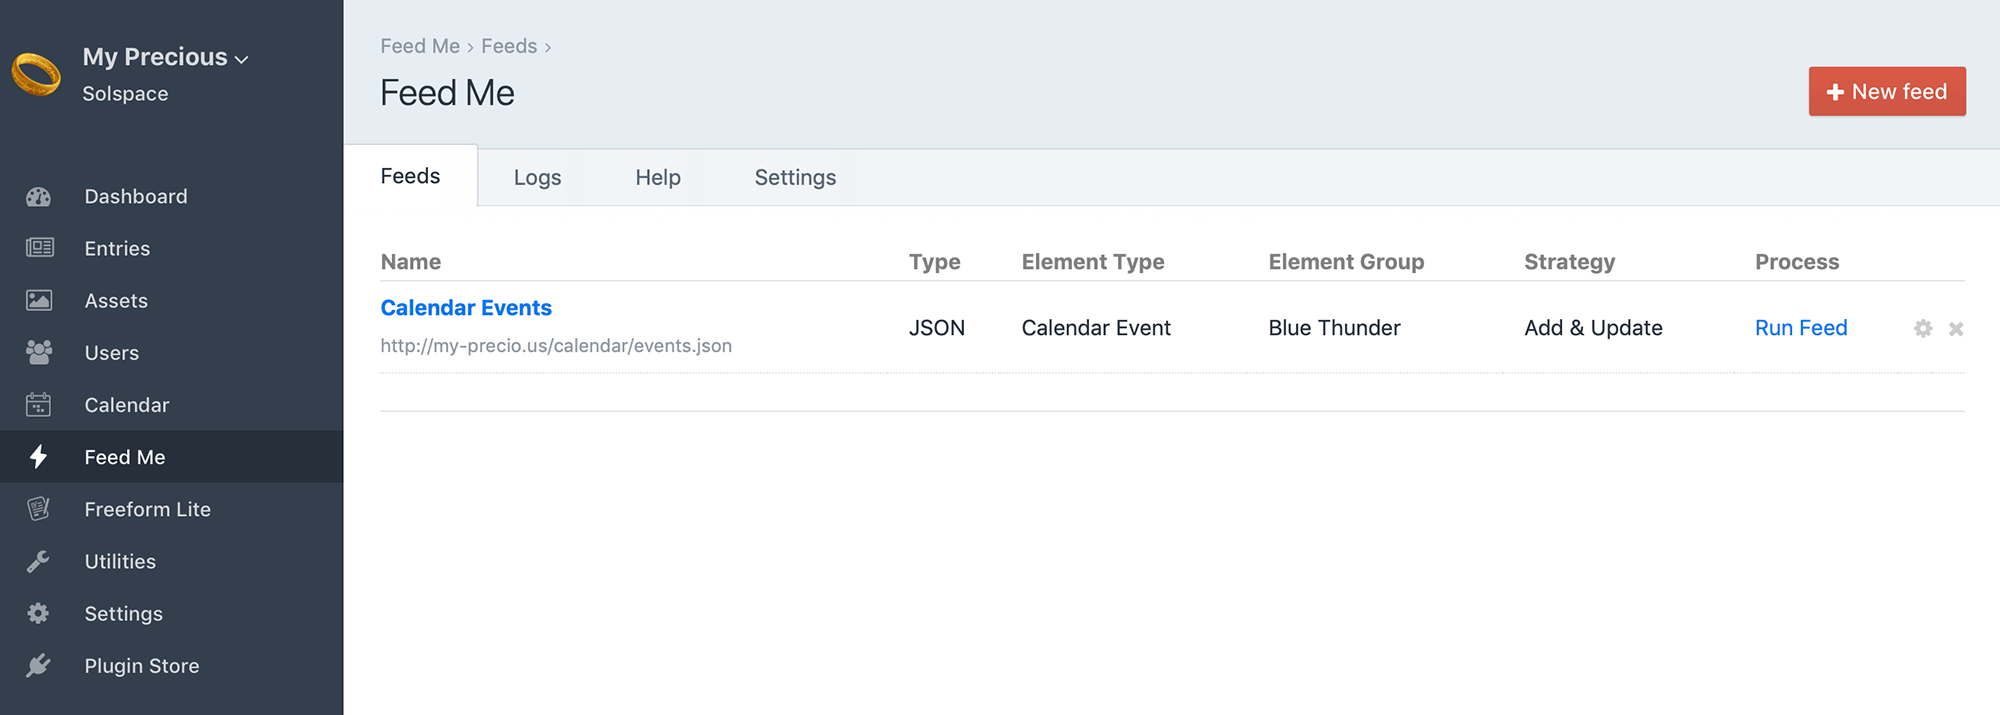 My Precious
Solspace
Dashboard
Entries
Assets
Users
Calendar
Feed Me
Freeform Lite
Utilities
Settings
Plugin Store
Feed Me › Feeds ›
Feed Me
+ New feed
Feeds Logs Help Settings
Name Type Element Type Element Group Strategy Process
Calendar Events
JSON Calendar Event Blue Thunder Add & Update Run Feed
http://my-precio.us/calendar/events.json